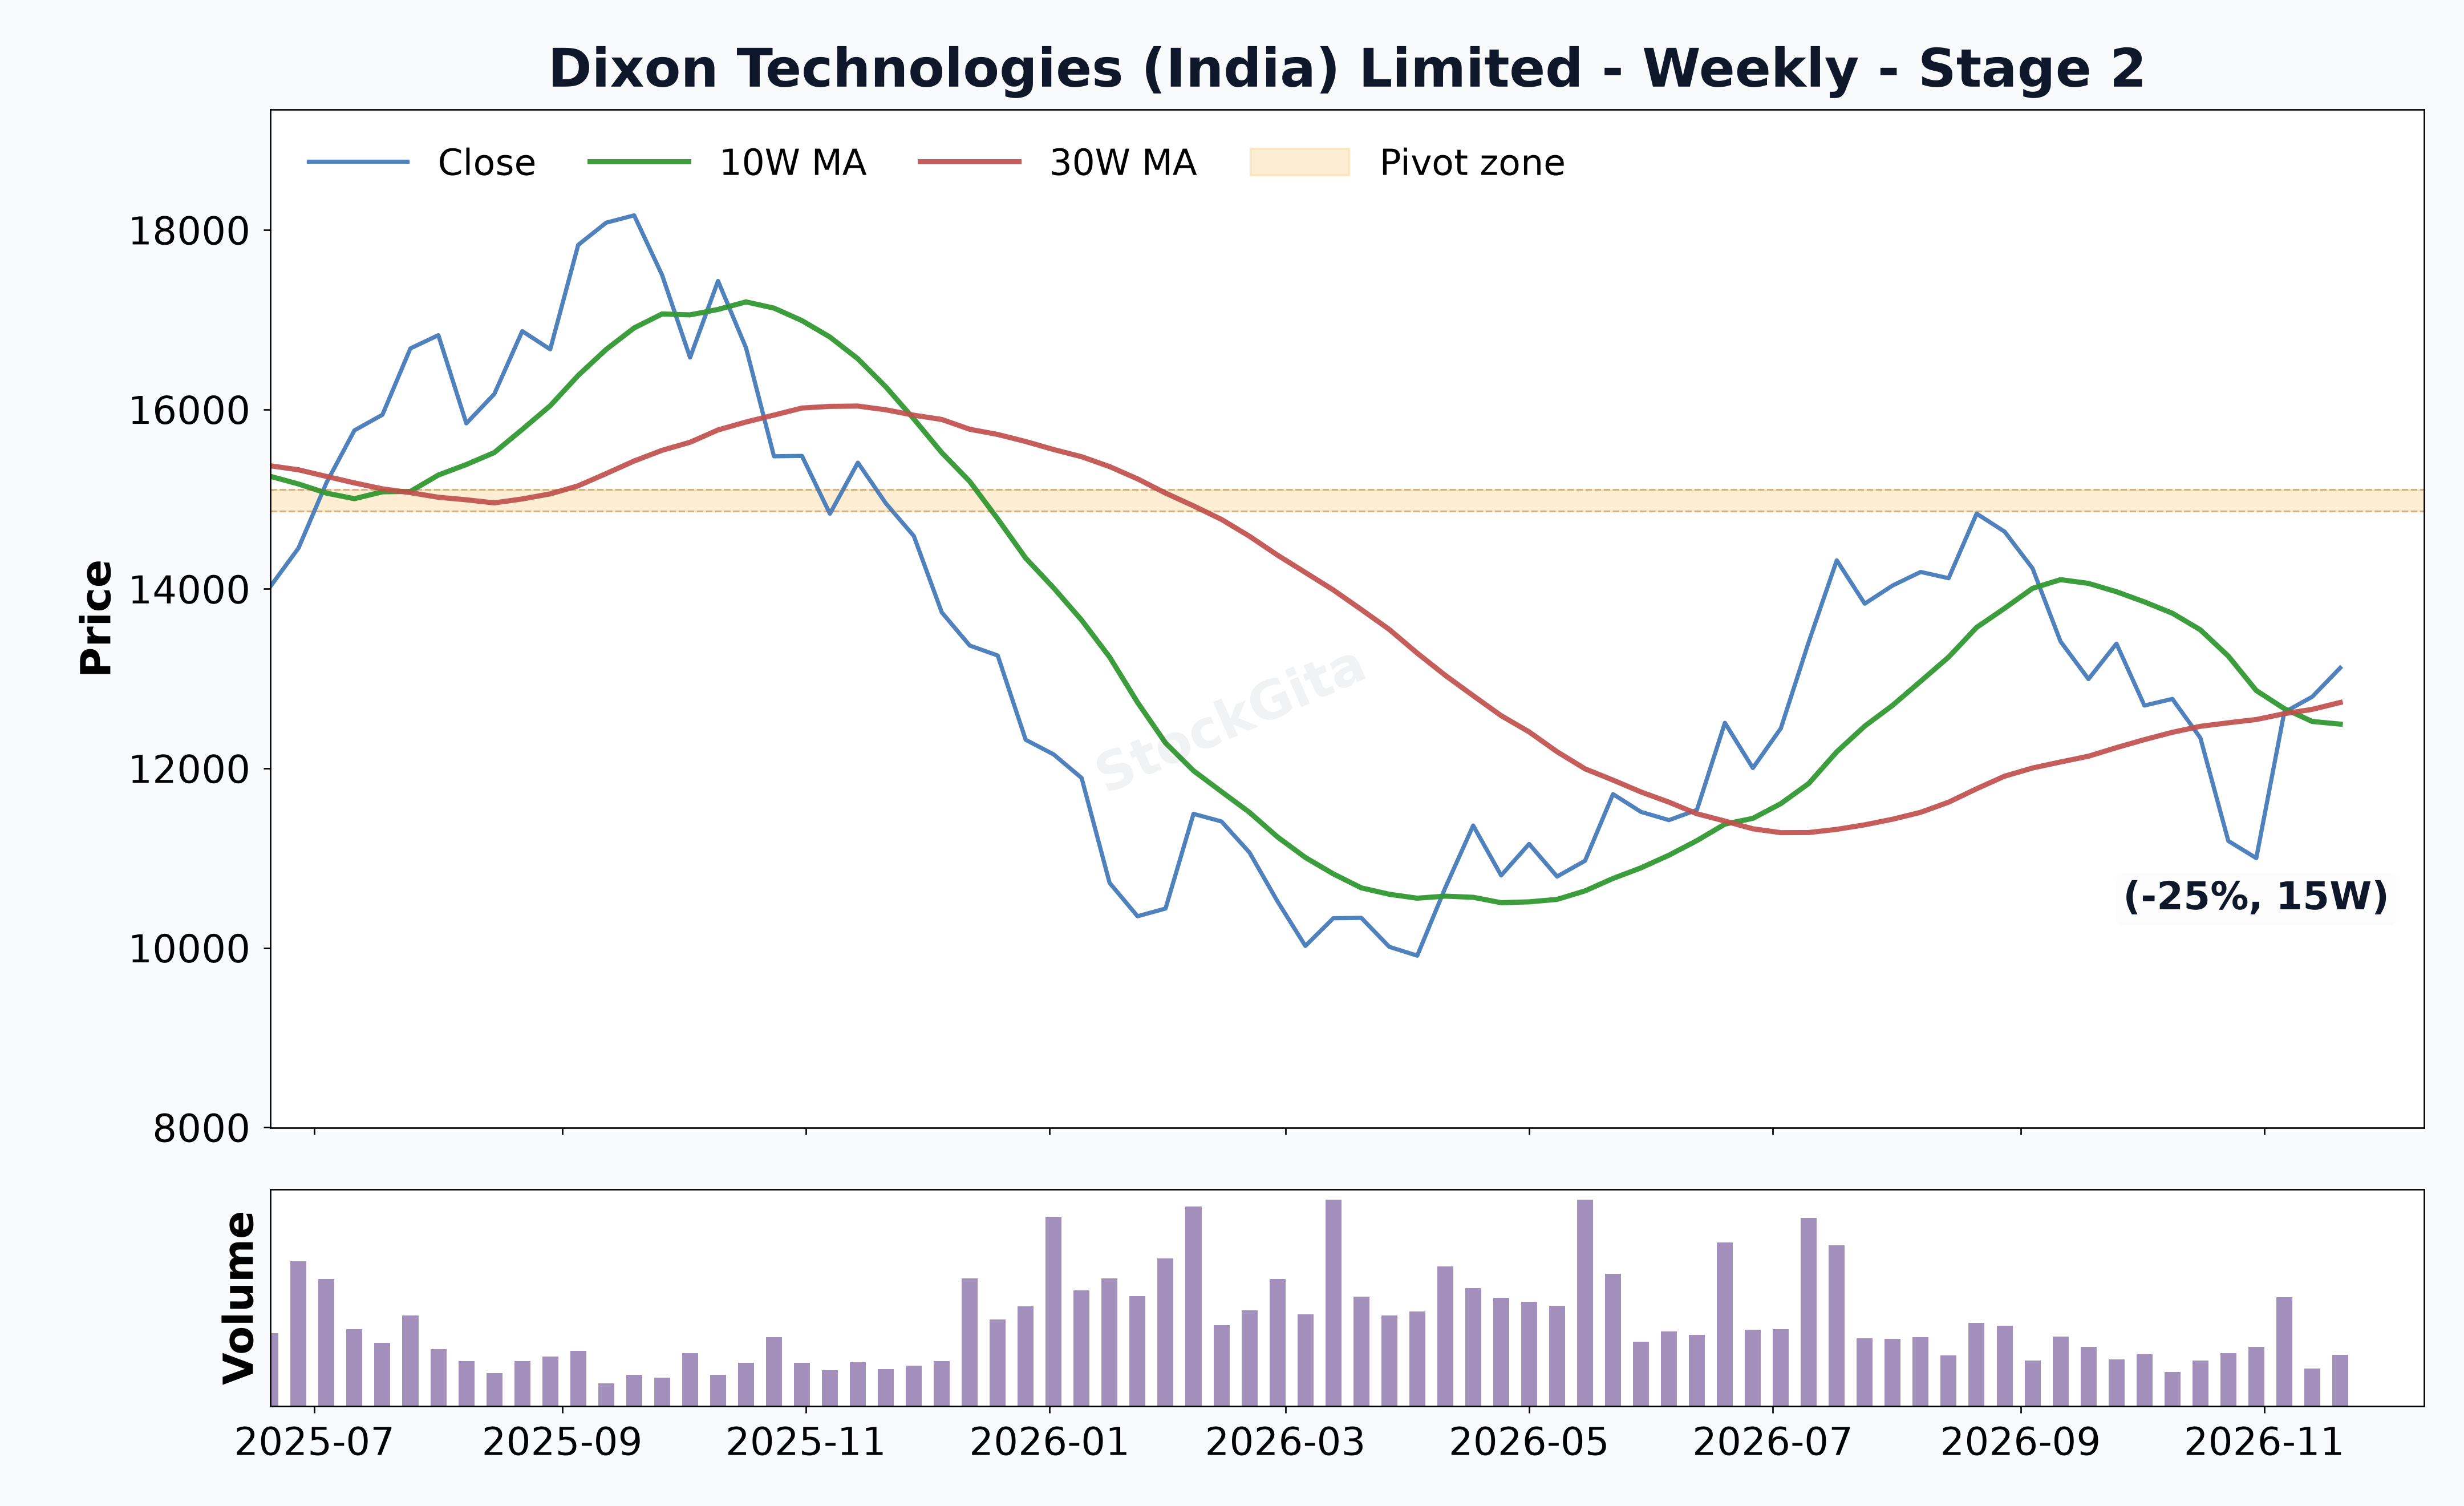 Dixon Technologies (India) Limited - Weekly - Stage 2
Close 10W MA 30W MA Pivot zone
18000
16000
14000
12000
10000
8000
Price
StockGita
(-25%, 15W)
Volume
2025-07 2025-09 2025-11 2026-01 2026-03 2026-05 2026-07 2026-09 2026-11